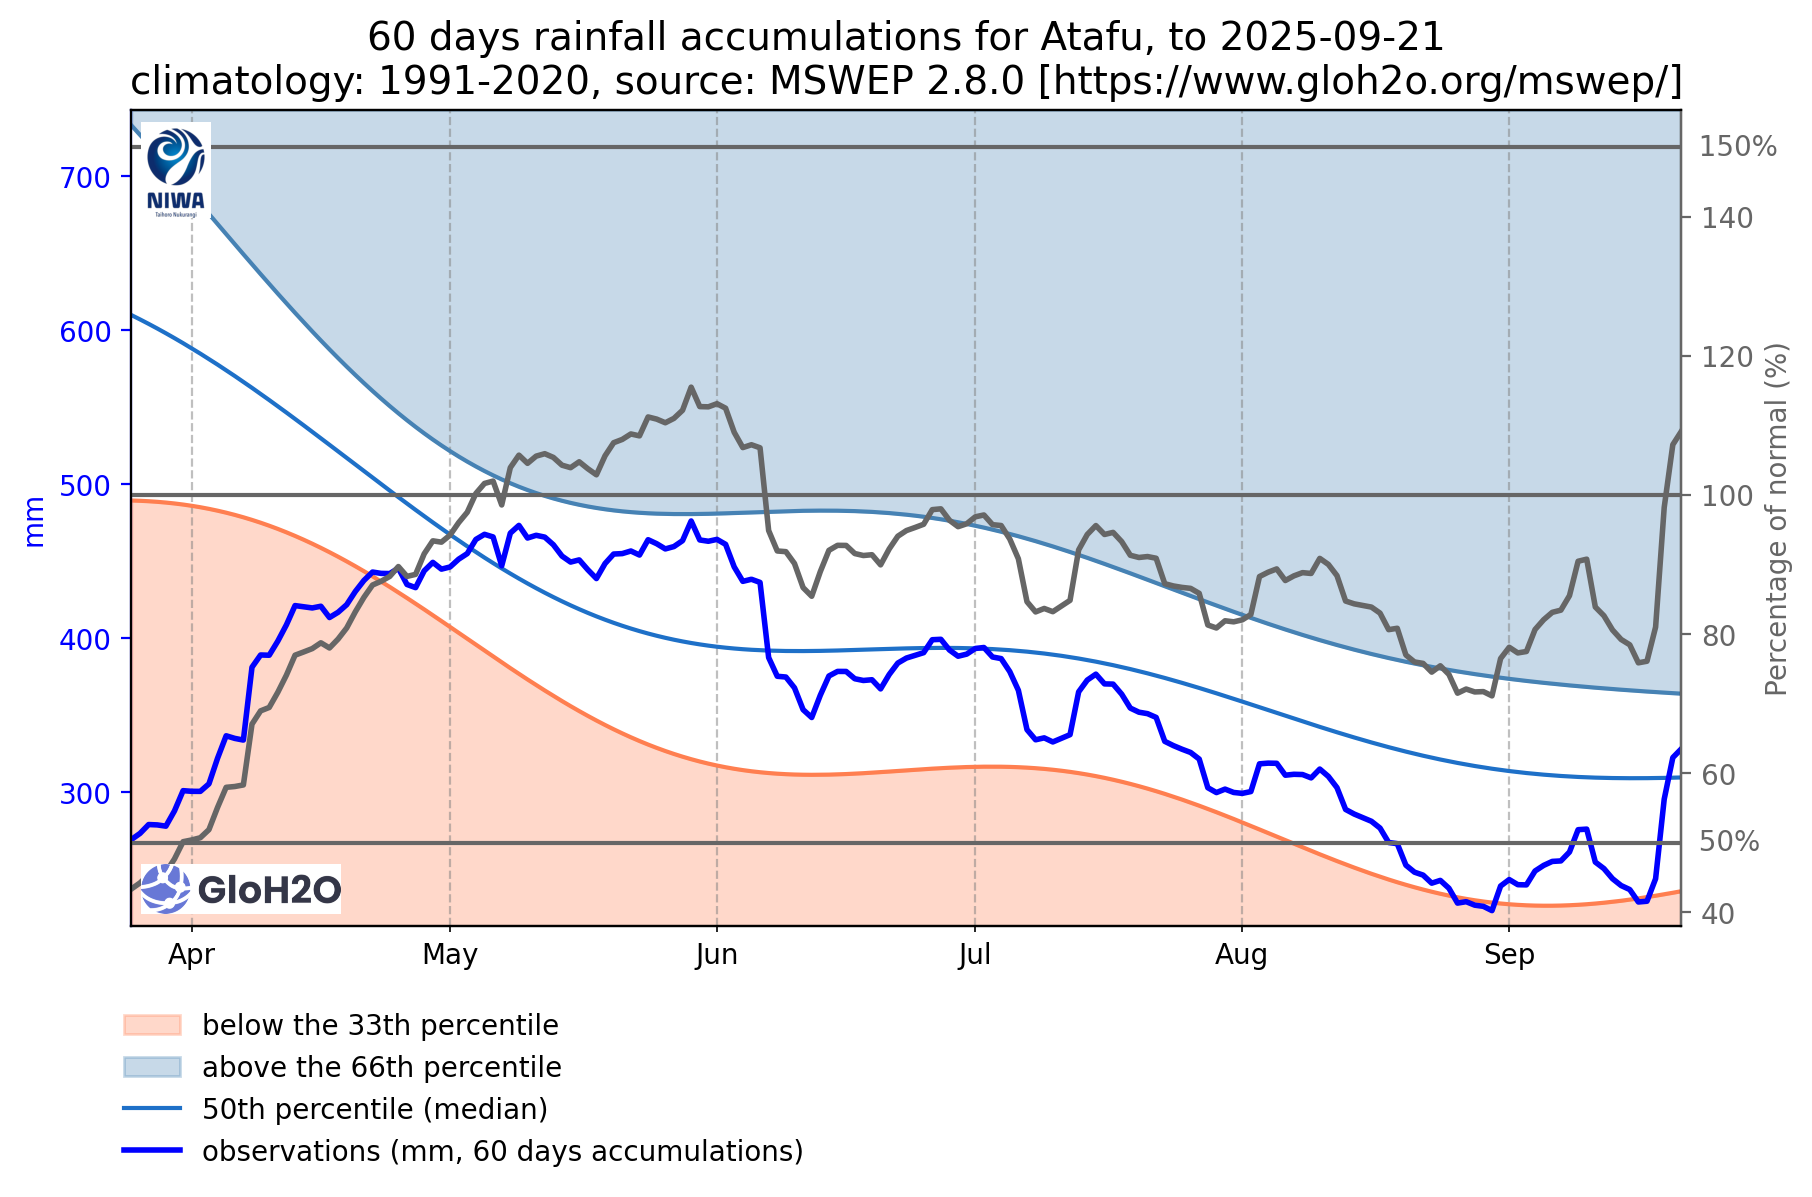 60 days rainfall accumulations for Atafu, to 2025-09-21
climatology: 1991-2020, source: MSWEP 2.8.0 [https://www.gloh2o.org/mswep/]
NIWA
Taihoro Nukurangi
GloH2O
mm
700
600
500
400
300
150%
140
120
100
80
60
50%
40
Percentage of normal (%)
Apr
May
Jun
Jul
Aug
Sep
below the 33th percentile
above the 66th percentile
50th percentile (median)
observations (mm, 60 days accumulations)